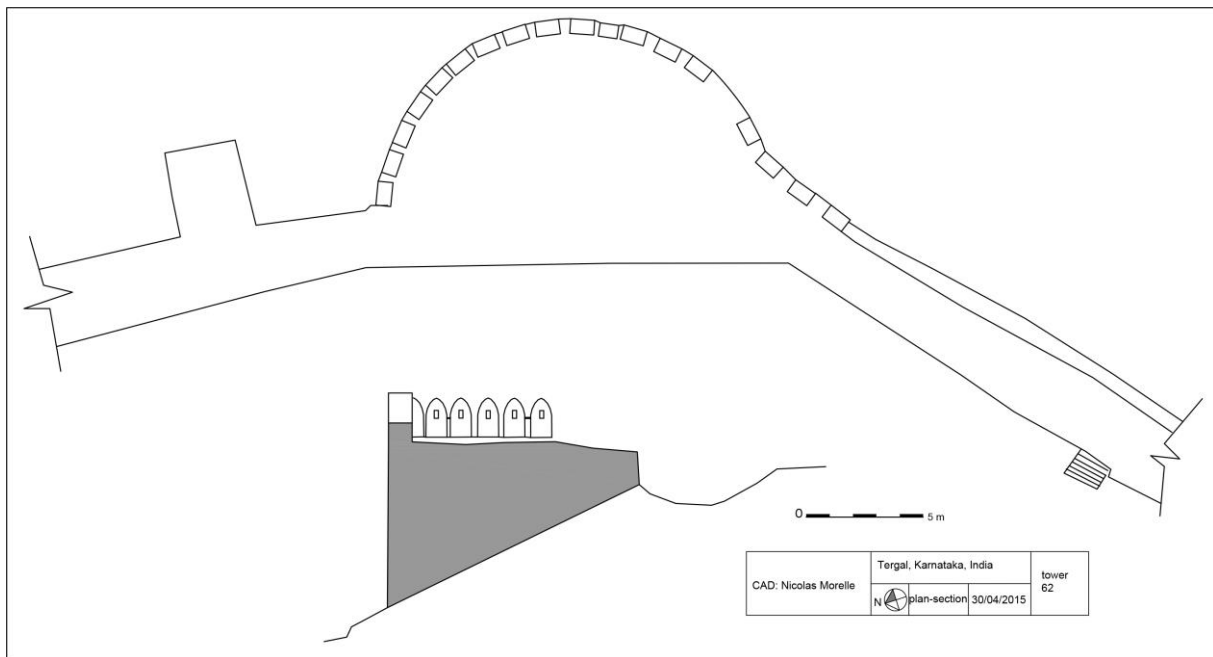 0 5 m
CAD: Nicolas Morelle
Tergal, Karnataka, India
N plan-section 30/04/2015
tower
62